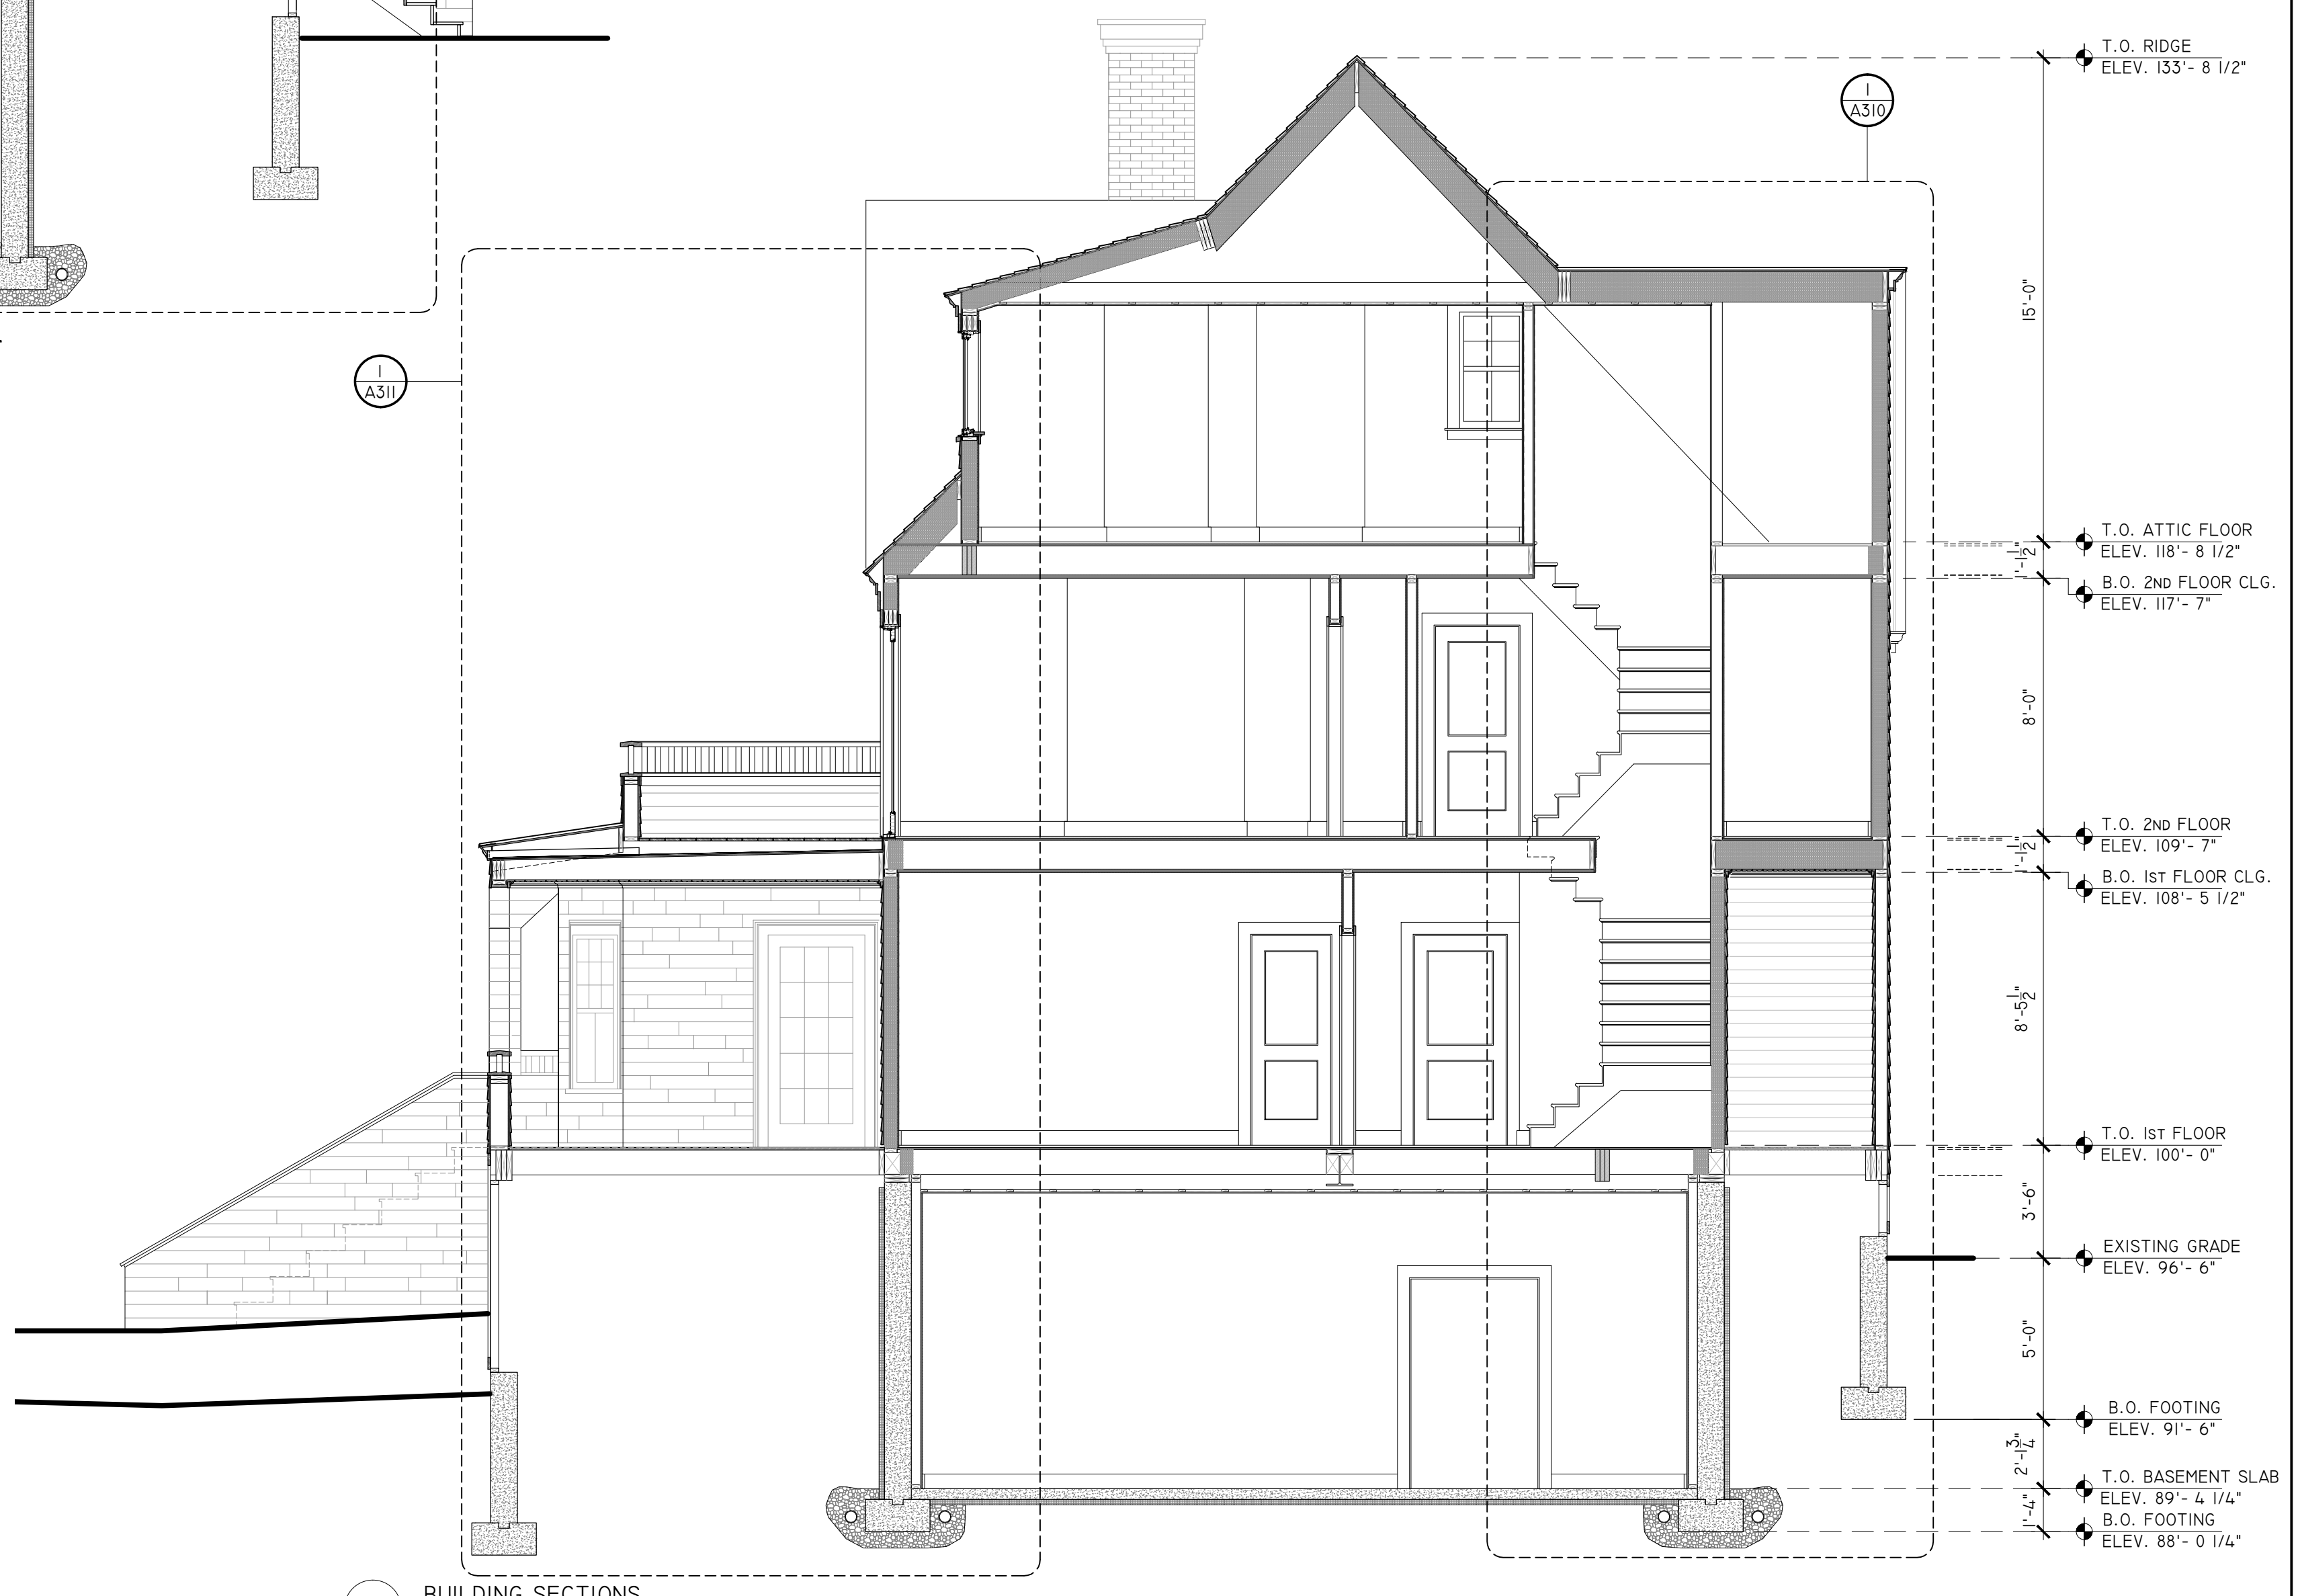 T.O. RIDGE
ELEV. 133'- 8 1/2"
1
A310
15'-0"
1
A311
T.O. ATTIC FLOOR
ELEV. 118'- 8 1/2"
1'-1 1/2"
B.O. 2ND FLOOR CLG.
ELEV. 117'- 7"
8'-0"
T.O. 2ND FLOOR
ELEV. 109'- 7"
1'-1 1/2"
B.O. 1ST FLOOR CLG.
ELEV. 108'- 5 1/2"
8'-5 1/2"
T.O. 1ST FLOOR
ELEV. 100'- 0"
3'-6"
EXISTING GRADE
ELEV. 96'- 6"
5'-0"
B.O. FOOTING
ELEV. 91'- 6"
2'-1 3/4"
T.O. BASEMENT SLAB
ELEV. 89'- 4 1/4"
1'-4"
B.O. FOOTING
ELEV. 88'- 0 1/4"
BUILDING SECTIONS